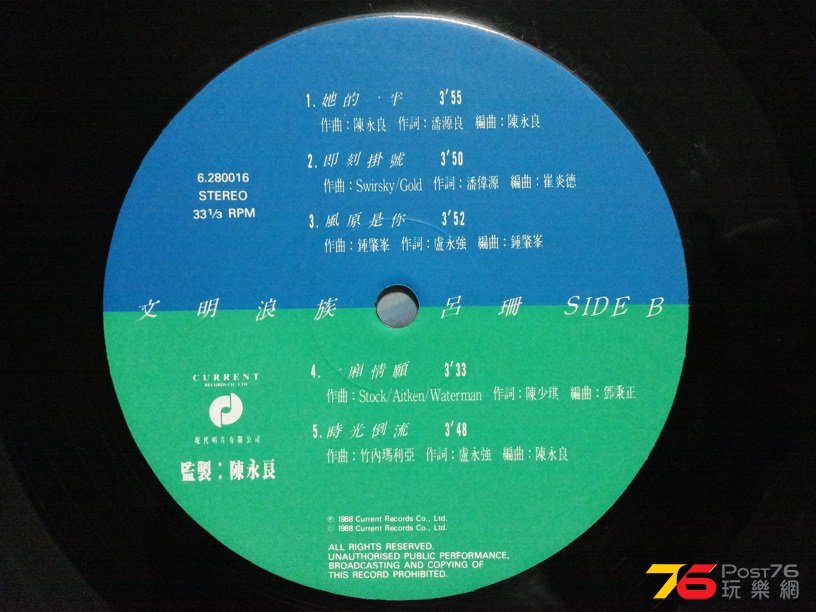 1. 她的一半 3'55
作曲：陳永良 作詞：潘源良 編曲：陳永良
2. 即刻掛號 3'50
作曲：Swirsky/Gold 作詞：潘偉源 編曲：崔炎德
3. 風原是你 3'52
作曲：鍾肇峯 作詞：盧永強 編曲：鍾肇峯
6.280016
STEREO
33⅓ RPM
文明浪族 呂珊 SIDE B
4. 一廂情願 3'33
作曲：Stock/Aitken/Waterman 作詞：陳少琪 編曲：鄧秉正
5. 時光倒流 3'48
作曲：竹內瑪利亞 作詞：盧永強 編曲：陳永良
CURRENT
RECORDS CO., LTD
現代唱片有限公司
監製：陳永良
℗ 1988 Current Records Co., Ltd.
© 1988 Current Records Co., Ltd.
ALL RIGHTS RESERVED.
UNAUTHORISED PUBLIC PERFORMANCE,
BROADCASTING AND COPYING OF
THIS RECORD PROHIBITED.
76 POST76
玩樂網